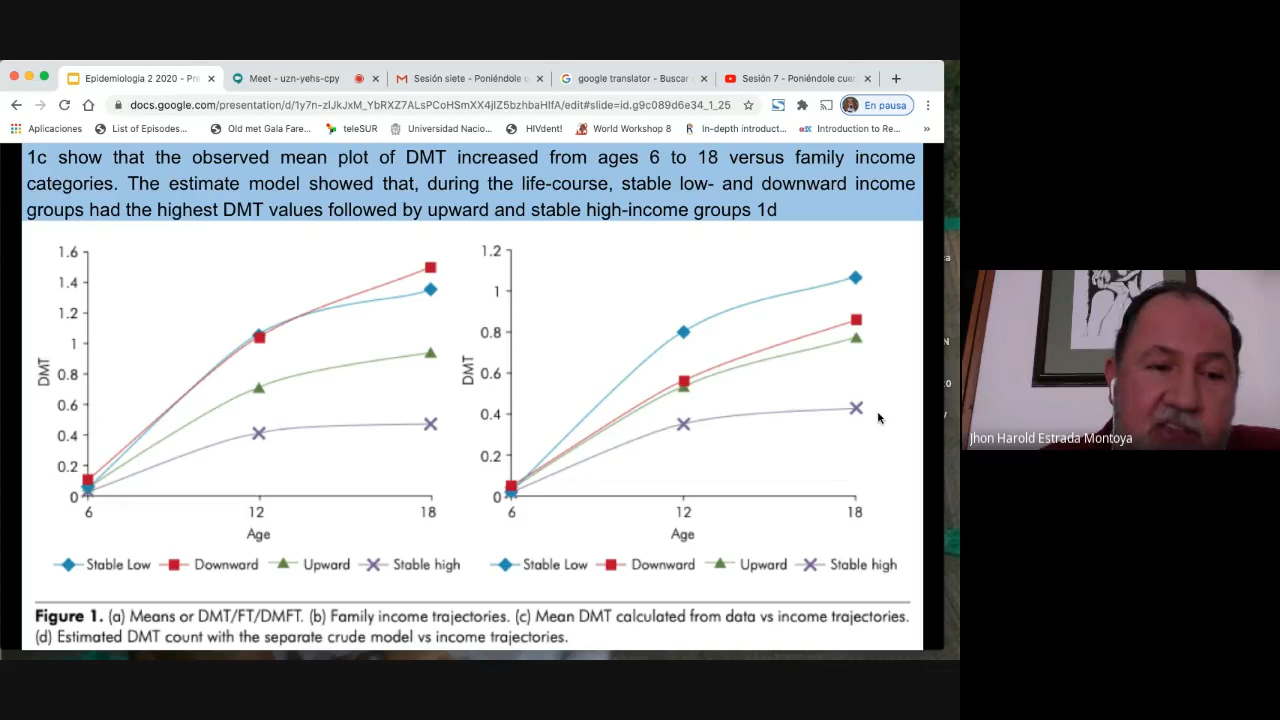 Epidemiologia 2 2020 - Pre
Meet - uzn-yehs-cpy
Sesión siete - Poniéndole c
google translator - Buscar
Sesión 7 - Poniéndole cue
docs.google.com/presentation/d/1y7n-zlJkJxM_YbRXZ7ALsPCoHSmXX4jIZ5bzhbaHIfA/edit#slide=id.g9c089d6e34_1_25
En pausa
Aplicaciones
List of Episodes...
Old met Gala Fare...
teleSUR
Universidad Nacio...
HIVdent!
World Workshop 8
In-depth introduct...
Introduction to Re...
»
1c show that the observed mean plot of DMT increased from ages 6 to 18 versus family income
categories. The estimate model showed that, during the life-course, stable low- and downward income
groups had the highest DMT values followed by upward and stable high-income groups 1d
1.6
1.4
1.2
1
0.8
0.6
0.4
0.2
0
DMT
6 12 18
Age
Stable Low Downward Upward Stable high
1.2
1
0.8
0.6
0.4
0.2
0
DMT
6 12 18
Age
Stable Low Downward Upward Stable high
Figure 1. (a) Means or DMT/FT/DMFT. (b) Family income trajectories. (c) Mean DMT calculated from data vs income trajectories.
(d) Estimated DMT count with the separate crude model vs income trajectories.
Jhon Harold Estrada Montoya